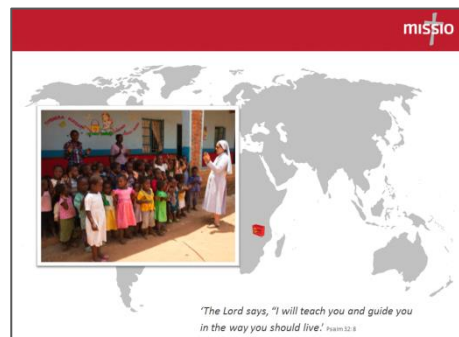 missio
'The Lord says, "I will teach you and guide you
in the way you should live.' Psalm 32:8